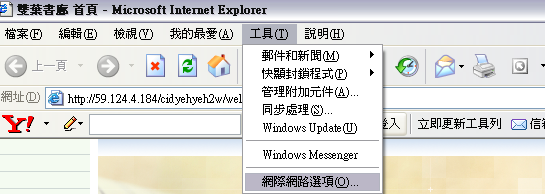 雙葉書廊 首頁 - Microsoft Internet Explorer
檔案(F) 編輯(E) 檢視(V) 我的最愛(A) 工具(T) 說明(H)
上一頁
郵件和新聞(M)
快顯封鎖程式(P)
管理附加元件(A)...
同步處理(S)...
Windows Update(U)
Windows Messenger
網際網路選項(O)...
網址(D) http://59.124.4.184/cidyehyeh2w/wel
Y! 登入 立即更新工具列 信箱